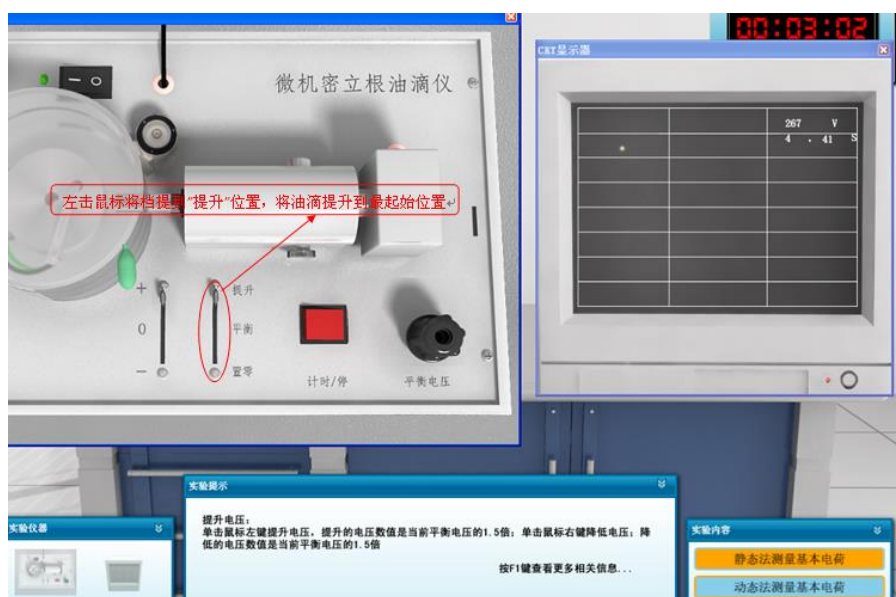 00:03:02
CRT显示器
微机密立根油滴仪
267 V
4 . 41 S
左击鼠标将档提到"提升"位置，将油滴提升到最起始位置
+
0
-
提升
平衡
置零
计时/停
平衡电压
实验提示
提升电压：
单击鼠标左键提升电压，提升的电压数值是当前平衡电压的1.5倍；单击鼠标右键降低电压；降
低的电压数值是当前平衡电压的1.5倍
按F1键查看更多相关信息...
实验仪器
实验内容
静态法测量基本电荷
动态法测量基本电荷